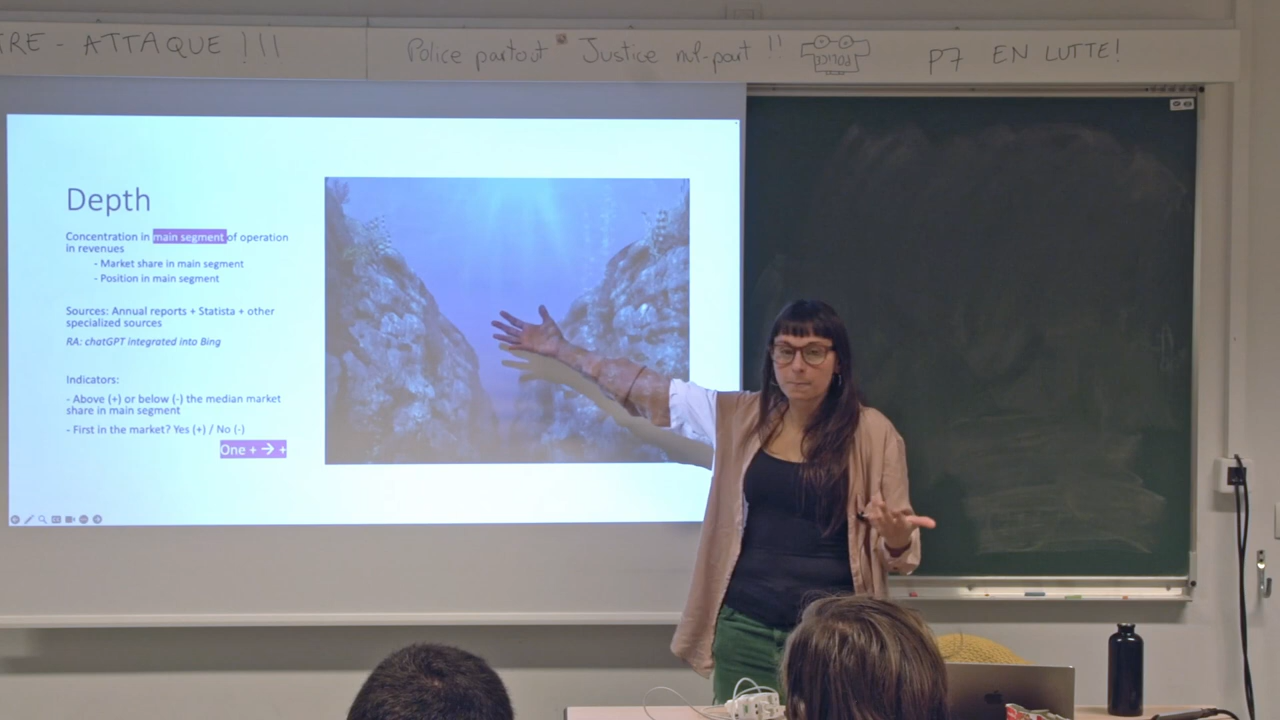 TRE - ATTAQUE !!!
Police partout Justice nul-part !!
POLICE
P7 EN LUTTE!
Depth
Concentration in main segment of operation
in revenues
- Market share in main segment
- Position in main segment
Sources: Annual reports + Statista + other
specialized sources
RA: chatGPT integrated into Bing
Indicators:
- Above (+) or below (-) the median market
share in main segment
- First in the market? Yes (+) / No (-)
One + → +